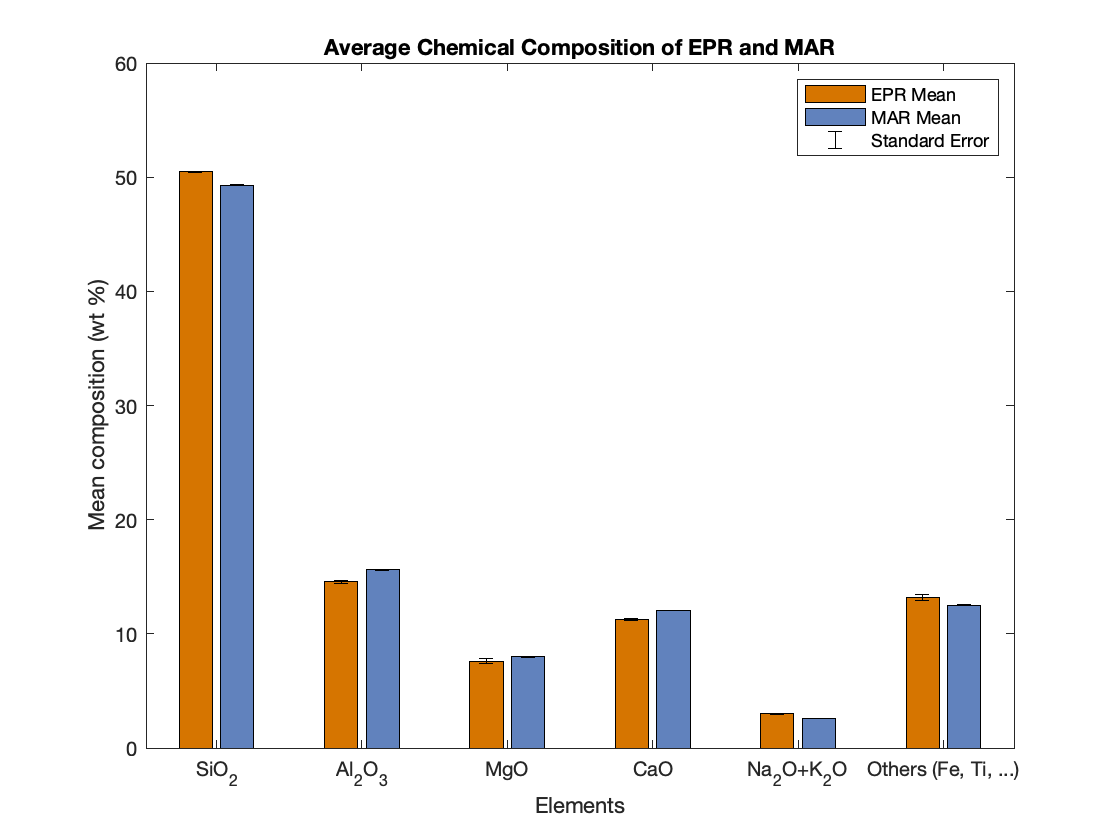 Average Chemical Composition of EPR and MAR
EPR Mean
MAR Mean
Standard Error
Mean composition (wt %)
60
50
40
30
20
10
0
SiO₂ Al₂O₃ MgO CaO Na₂O+K₂O Others (Fe, Ti, ...)
Elements